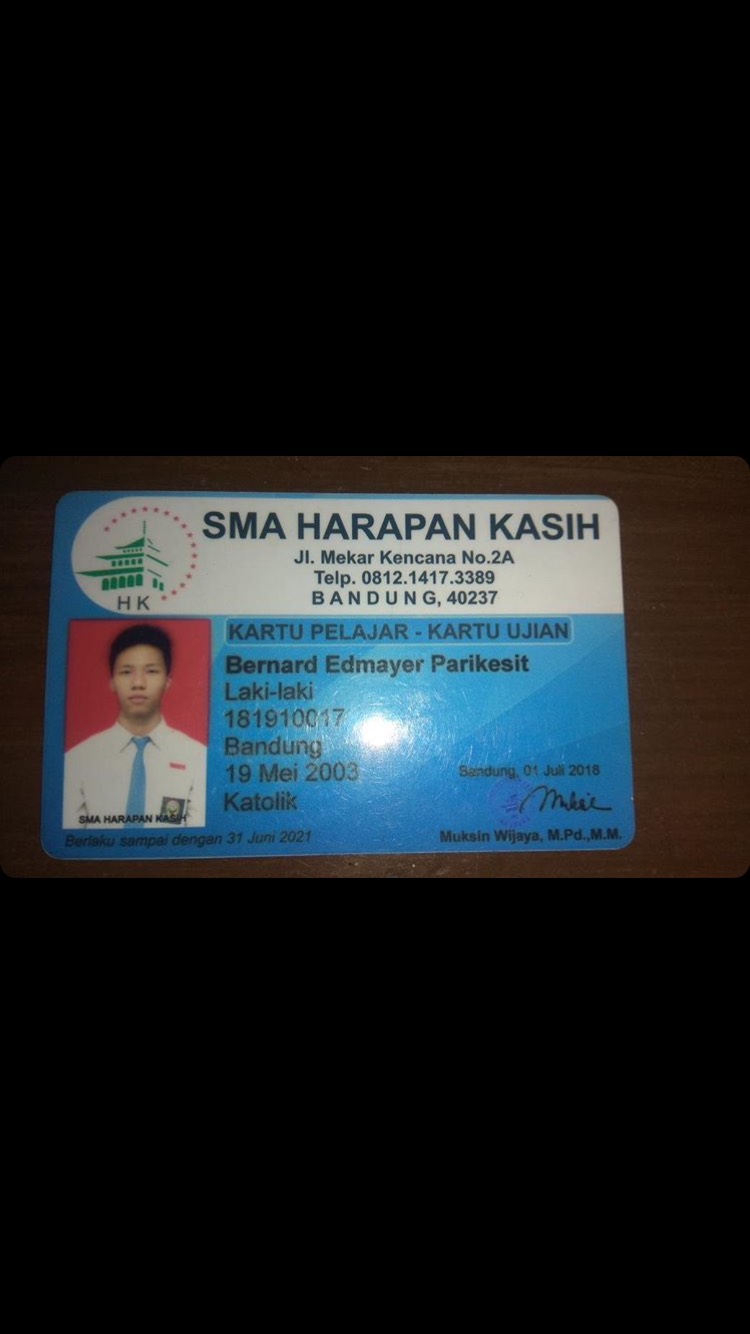 SMA HARAPAN KASIH
Jl. Mekar Kencana No.2A
Telp. 0812.1417.3389
BANDUNG, 40237
HK
KARTU PELAJAR - KARTU UJIAN
Bernard Edmayer Parikesit
Laki-laki
181910017
Bandung
19 Mei 2003
Katolik
SMA HARAPAN KASIH
Berlaku sampai dengan 31 Juni 2021
Bandung, 01 Juli 2018
Muksin Wijaya, M.Pd.,M.M.